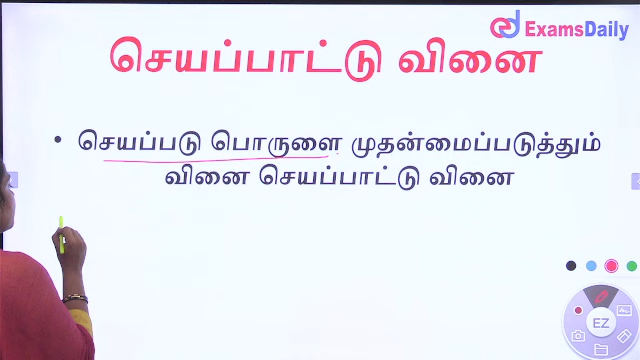 ExamsDaily
செயப்பாட்டு வினை
• செயப்படு பொருளை முதன்மைப்படுத்தும்
வினை செயப்பாட்டு வினை
EZ